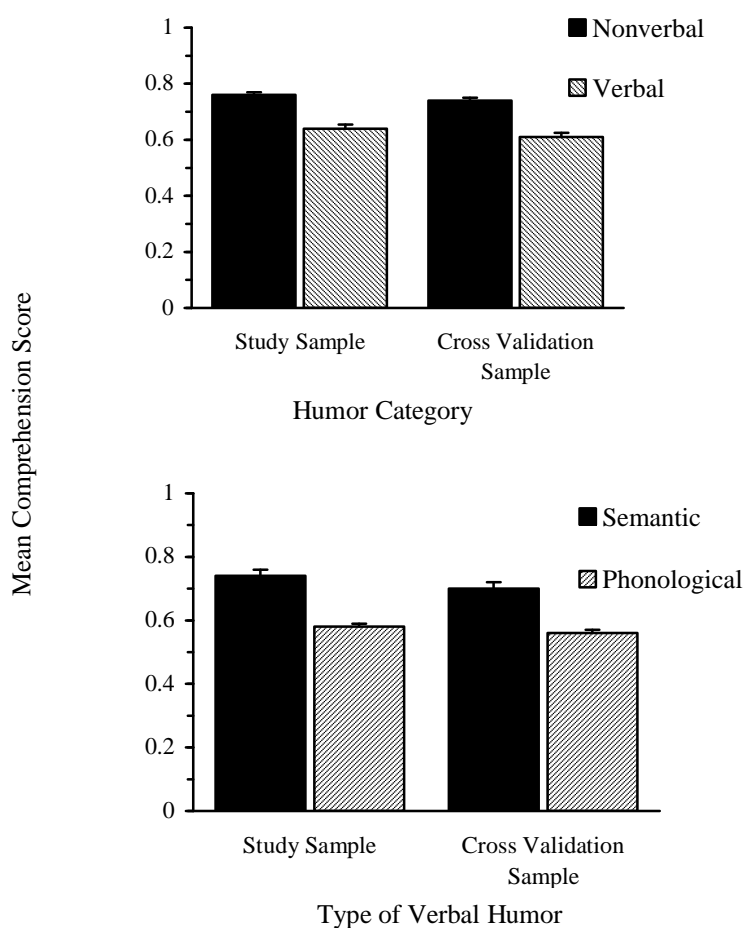 Mean Comprehension Score
1
0.8
0.6
0.4
0.2
0
Nonverbal
Verbal
Study Sample
Cross Validation
Sample
Humor Category
1
0.8
0.6
0.4
0.2
0
Semantic
Phonological
Study Sample
Cross Validation
Sample
Type of Verbal Humor